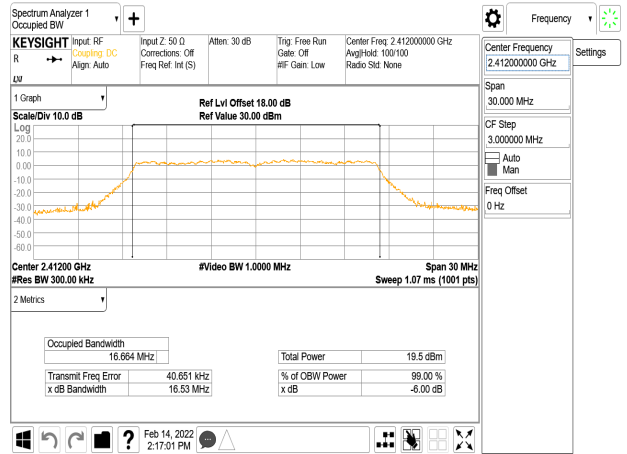 Spectrum Analyzer 1
Occupied BW
Frequency
KEYSIGHT
R
Input: RF
Coupling: DC
Align: Auto
Input Z: 50 Ω
Corrections: Off
Freq Ref: Int (S)
Atten: 30 dB
Trig: Free Run
Gate: Off
#IF Gain: Low
Center Freq: 2.412000000 GHz
Avg|Hold: 100/100
Radio Std: None
Center Frequency
2.412000000 GHz
Settings
Span
30.000 MHz
CF Step
3.000000 MHz
Auto
Man
Freq Offset
0 Hz
1 Graph
Ref Lvl Offset 18.00 dB
Scale/Div 10.0 dB
Ref Value 30.00 dBm
Log
20.0
10.0
0.00
-10.0
-20.0
-30.0
-40.0
-50.0
-60.0
Center 2.41200 GHz
#Video BW 1.0000 MHz
Span 30 MHz
#Res BW 300.00 kHz
Sweep 1.07 ms (1001 pts)
2 Metrics
Occupied Bandwidth
16.664 MHz
Total Power 19.5 dBm
Transmit Freq Error 40.651 kHz
% of OBW Power 99.00 %
x dB Bandwidth 16.53 MHz
x dB -6.00 dB
?
Feb 14, 2022
2:17:01 PM